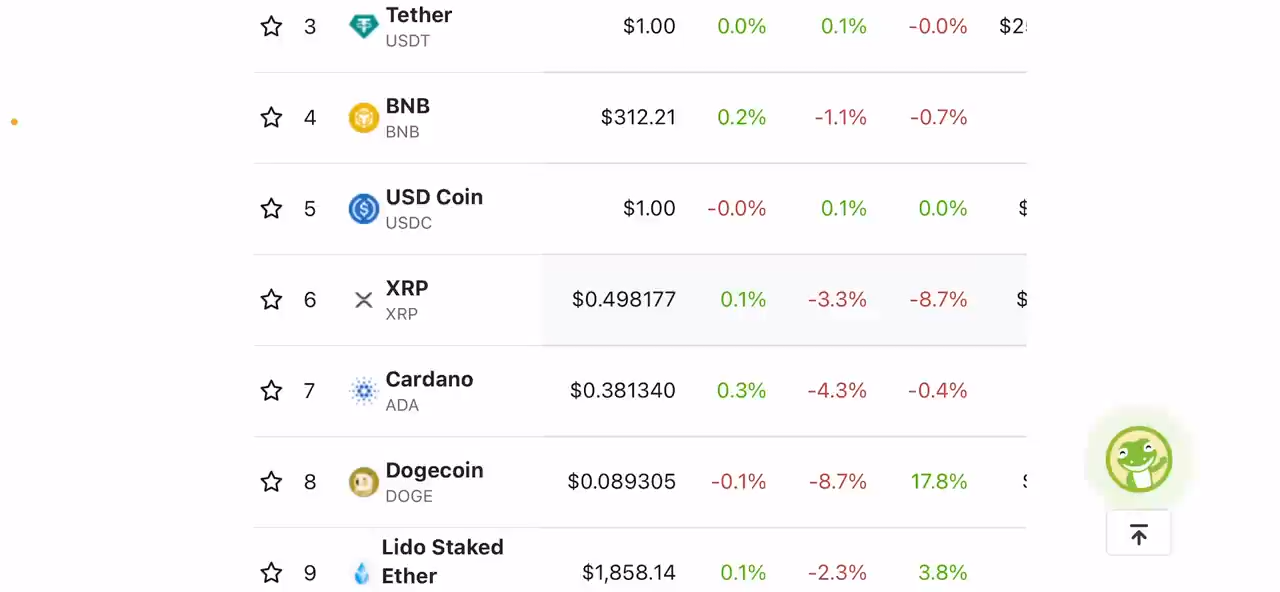 3 Tether $1.00 0.0% 0.1% -0.0% $2
USDT
4 BNB $312.21 0.2% -1.1% -0.7%
BNB
5 USD Coin $1.00 -0.0% 0.1% 0.0% $
USDC
6 XRP $0.498177 0.1% -3.3% -8.7% $
XRP
7 Cardano $0.381340 0.3% -4.3% -0.4%
ADA
8 Dogecoin $0.089305 -0.1% -8.7% 17.8%
DOGE
9 Lido Staked Ether $1,858.14 0.1% -2.3% 3.8%